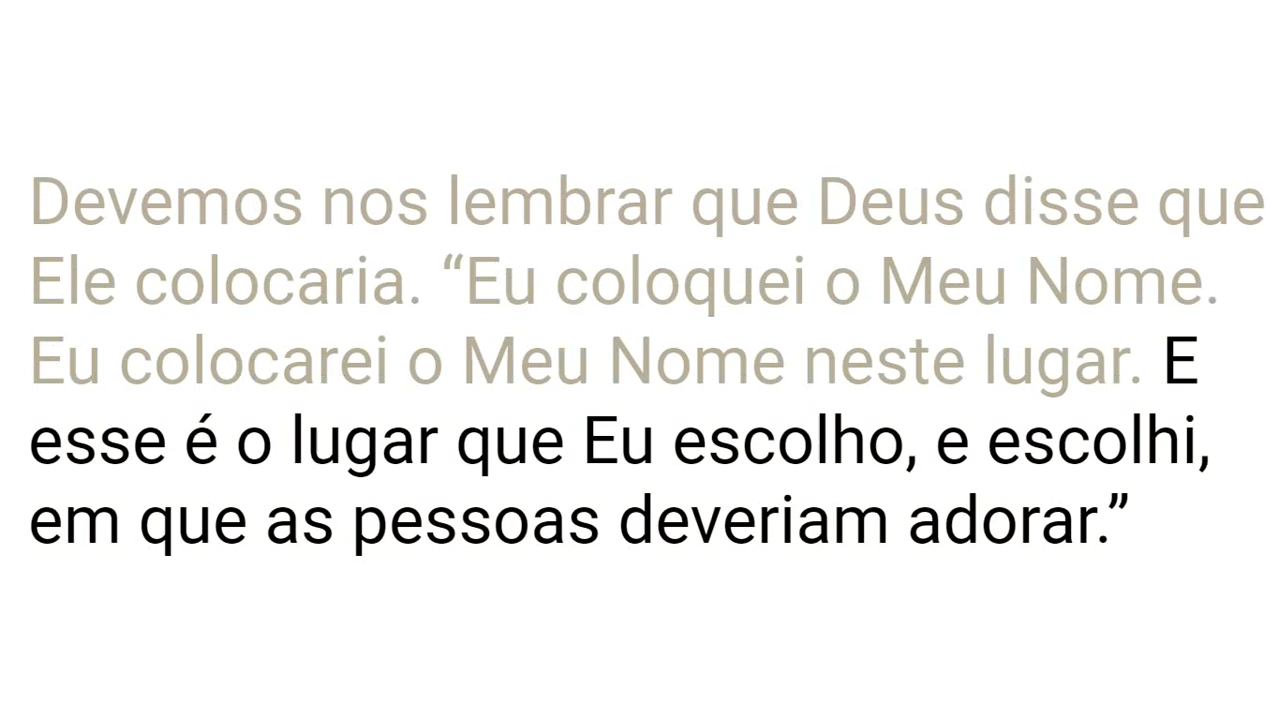 Devemos nos lembrar que Deus disse que
Ele colocaria. “Eu coloquei o Meu Nome.
Eu colocarei o Meu Nome neste lugar. E
esse é o lugar que Eu escolho, e escolhi,
em que as pessoas deveriam adorar.”